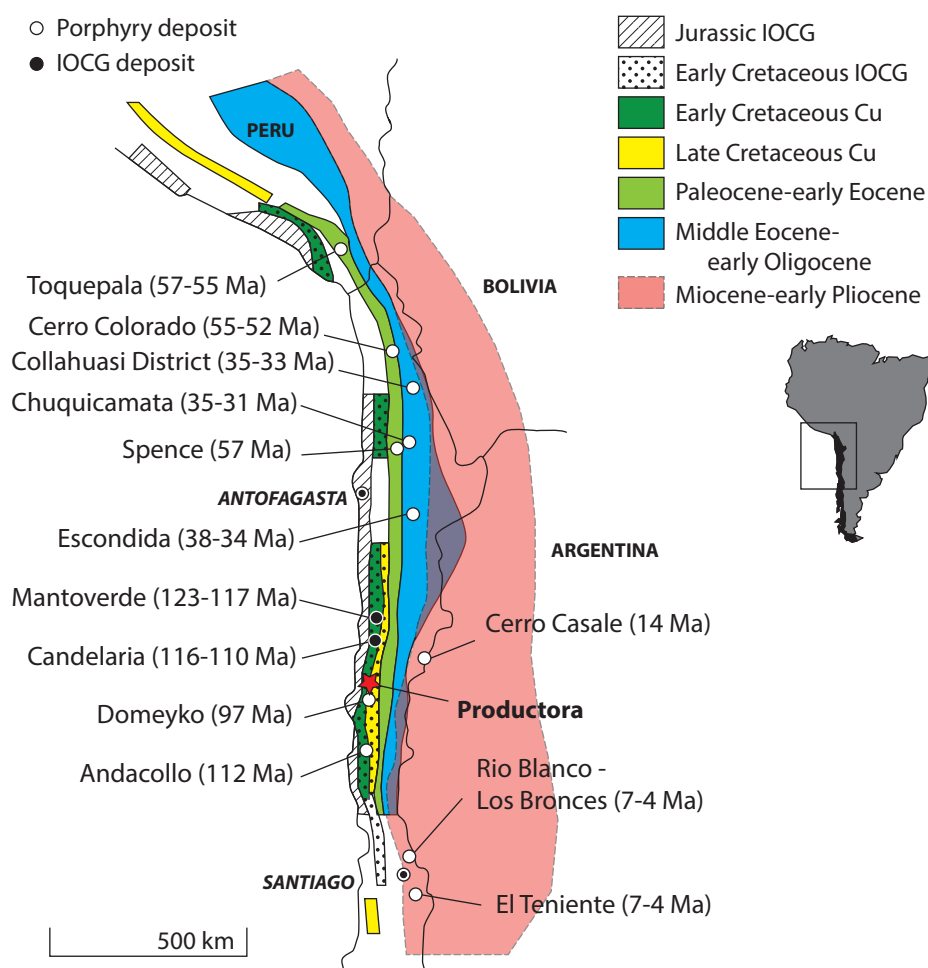 Porphyry deposit
IOCG deposit
Jurassic IOCG
Early Cretaceous IOCG
Early Cretaceous Cu
Late Cretaceous Cu
Paleocene-early Eocene
Middle Eocene-
early Oligocene
Miocene-early Pliocene
PERU
BOLIVIA
Toquepala (57-55 Ma)
Cerro Colorado (55-52 Ma)
Collahuasi District (35-33 Ma)
Chuquicamata (35-31 Ma)
Spence (57 Ma)
ANTOFAGASTA
Escondida (38-34 Ma)
ARGENTINA
Mantoverde (123-117 Ma)
Cerro Casale (14 Ma)
Candelaria (116-110 Ma)
Domeyko (97 Ma)
Productora
Andacollo (112 Ma)
Rio Blanco -
Los Bronces (7-4 Ma)
SANTIAGO
El Teniente (7-4 Ma)
500 km